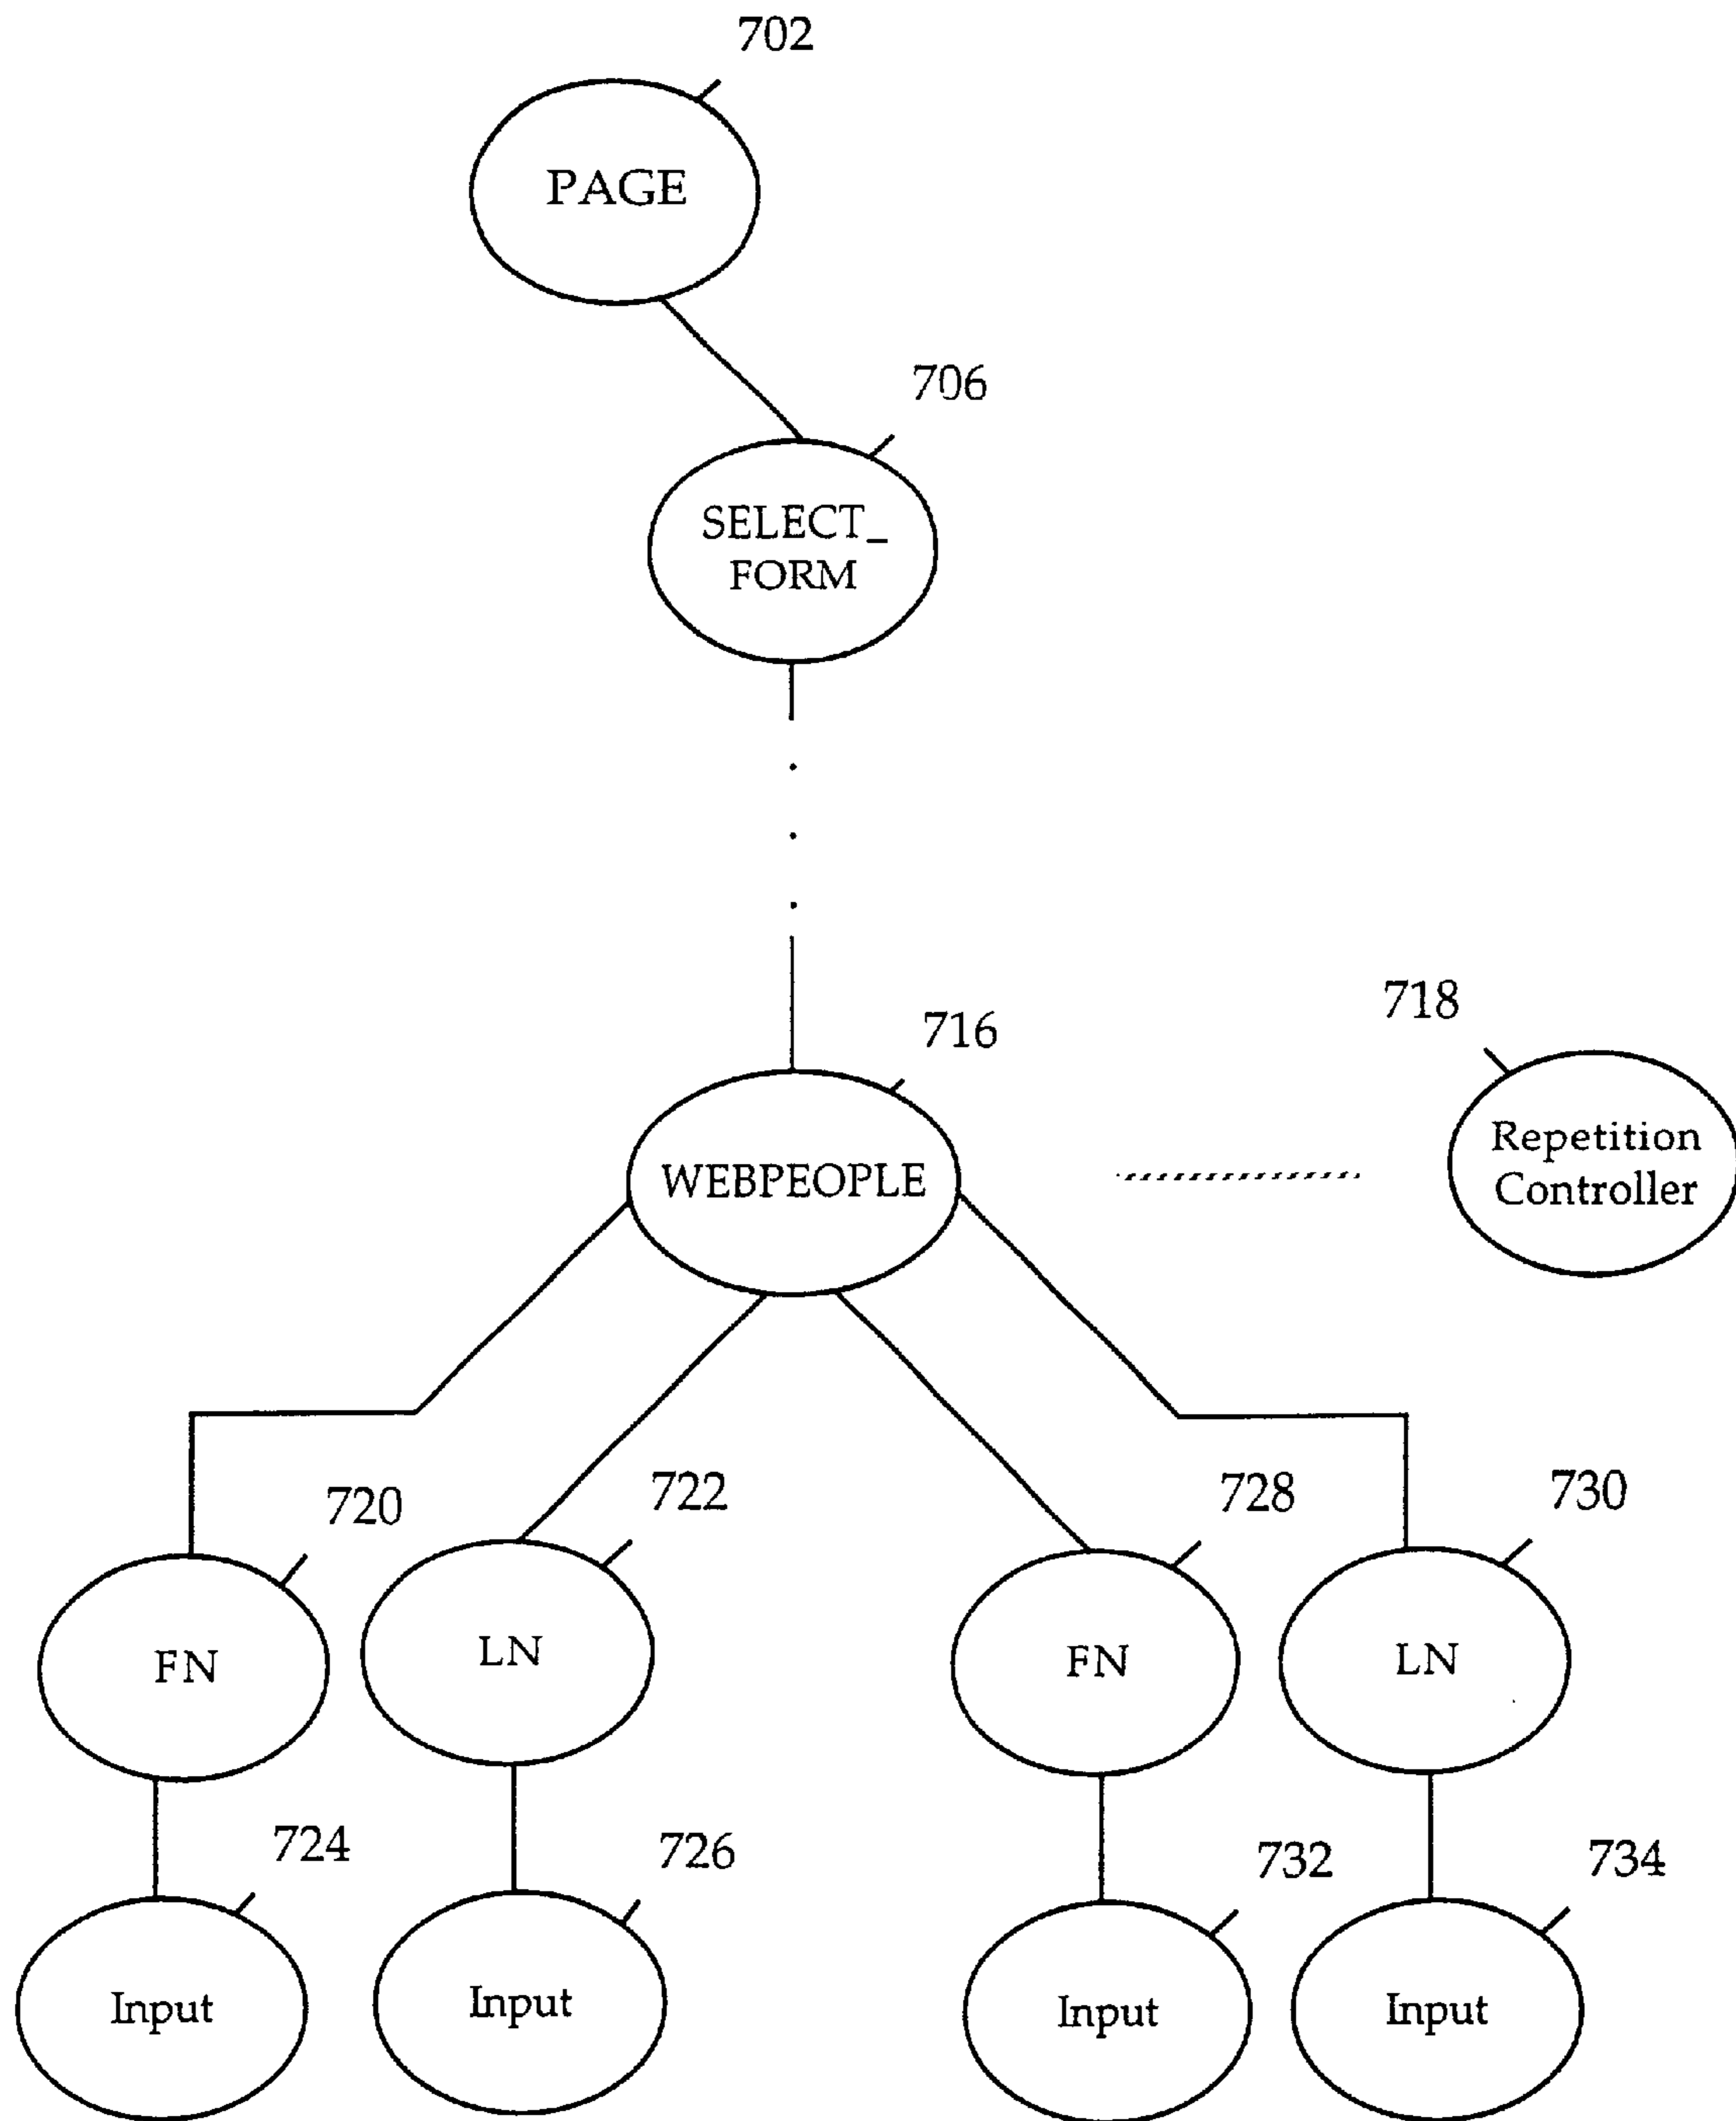 702
PAGE
706
SELECT_
FORM
716
718
WEBPEOPLE
Repetition
Controller
720
722
728
730
FN
LN
FN
LN
724
726
732
734
Input
Input
Input
Input